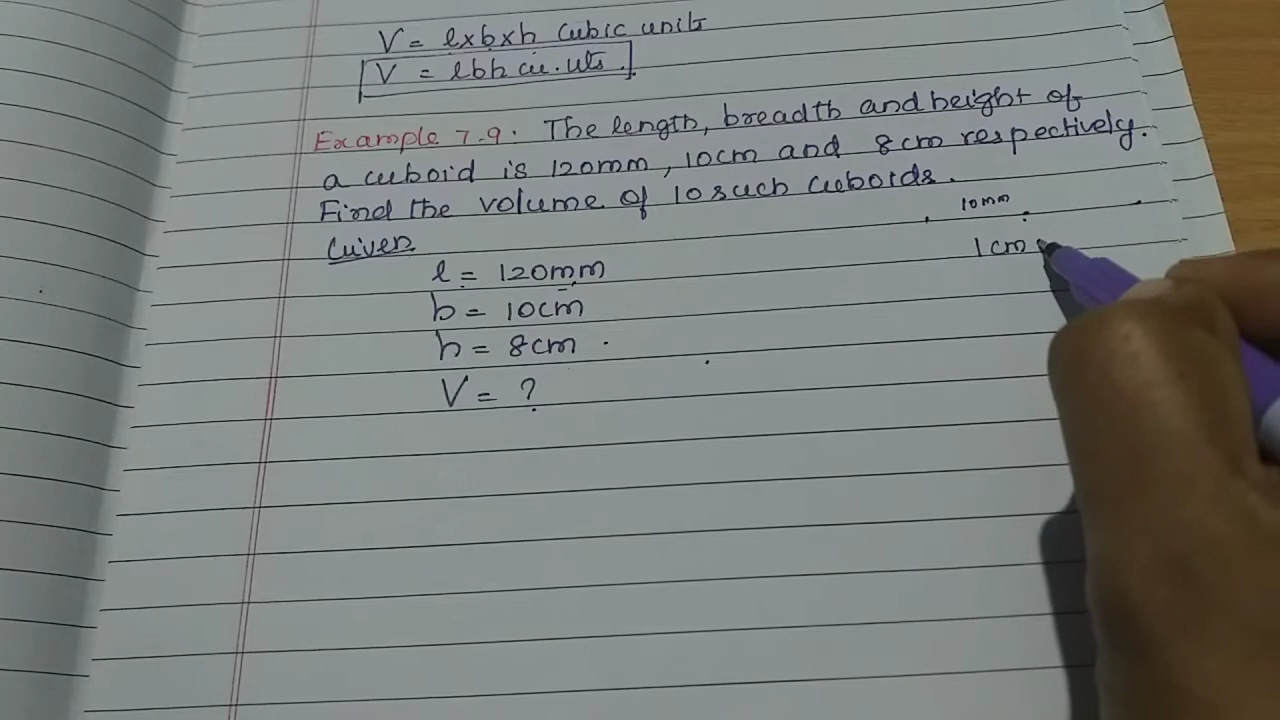 V = l×b×h cubic units
V = lbh cu.uts.
Example 7.9. The length, breadth and height of
a cuboid is 120mm, 10cm and 8cm respectively.
Find the volume of 10 such cuboids.
10mm
Given
1cm
l = 120mm
b = 10cm
h = 8cm
V = ?